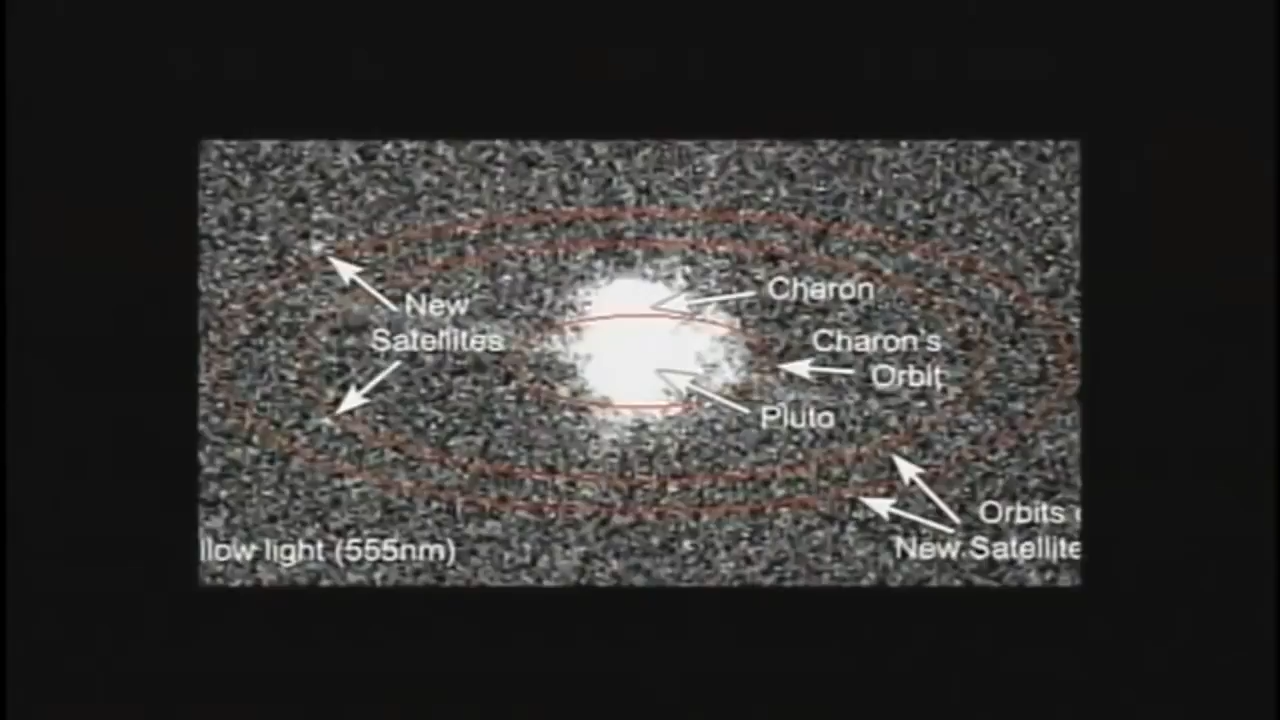 Charon
New
Satellites
Charon's
Orbit
Pluto
Orbits
New Satellite
llow light (555nm)